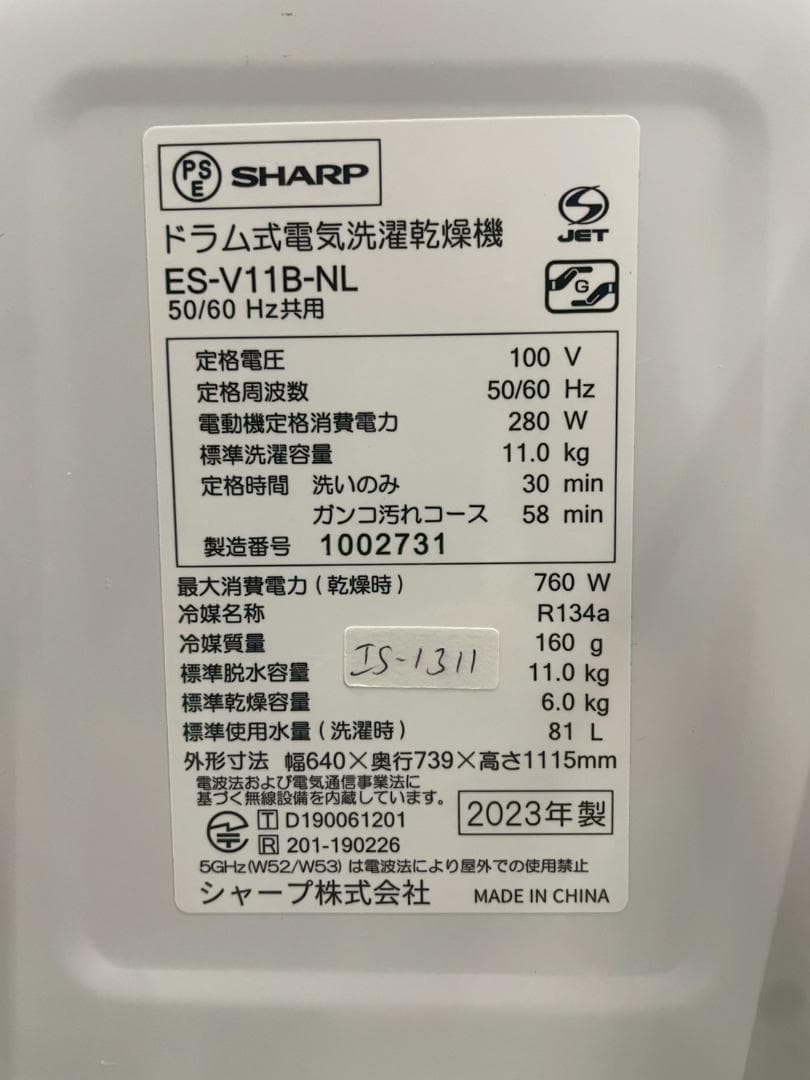 PSE SHARP
ドラム式電気洗濯乾燥機
JET
ES-V11B-NL
G
50/60 Hz共用
定格電圧 100 V
定格周波数 50/60 Hz
電動機定格消費電力 280 W
標準洗濯容量 11.0 kg
定格時間 洗いのみ 30 min
ガンコ汚れコース 58 min
製造番号 1002731
最大消費電力(乾燥時) 760 W
冷媒名称 R134a
冷媒質量 160 g
IS-1311
標準脱水容量 11.0 kg
標準乾燥容量 6.0 kg
標準使用水量(洗濯時) 81 L
外形寸法 幅640×奥行739×高さ1115mm
電波法および電気通信事業法に
基づく無線設備を内蔵しています。
T D190061201
R 201-190226
2023年製
5GHz(W52/W53)は電波法により屋外での使用禁止
シャープ株式会社 MADE IN CHINA